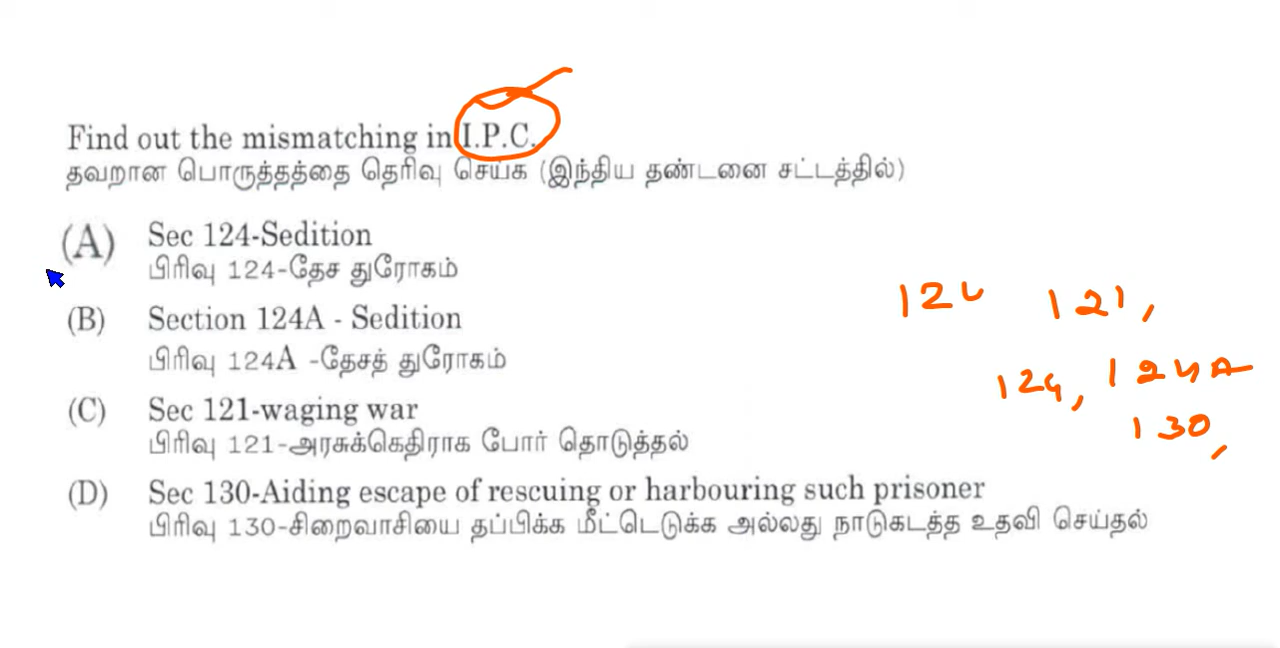 Find out the mismatching in I.P.C.
தவறான பொருத்தத்தை தெரிவு செய்க (இந்திய தண்டனை சட்டத்தில்)
(A) Sec 124-Sedition
பிரிவு 124-தேச துரோகம்
(B) Section 124A - Sedition
பிரிவு 124A -தேசத் துரோகம்
(C) Sec 121-waging war
பிரிவு 121-அரசுக்கெதிராக போர் தொடுத்தல்
(D) Sec 130-Aiding escape of rescuing or harbouring such prisoner
பிரிவு 130-சிறைவாசியை தப்பிக்க மீட்டெடுக்க அல்லது நாடுகடத்த உதவி செய்தல்
124 121,
124, 124A
130,